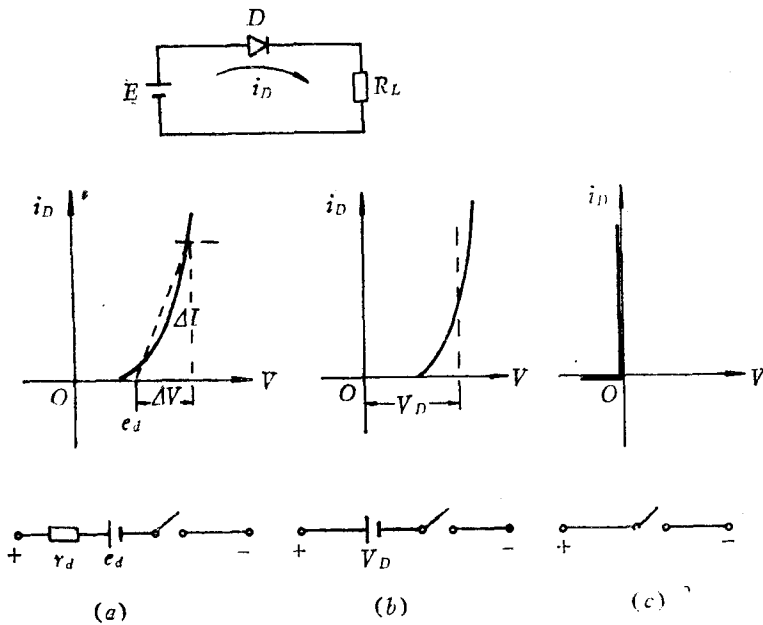 D
E
i_D
R_L
i_D
ΔI
V
O
ΔV
e_d
i_D
V
O
V_D
i_D
V
O
+ r_d e_d −
+ V_D −
+ −
(a) (b) (c)